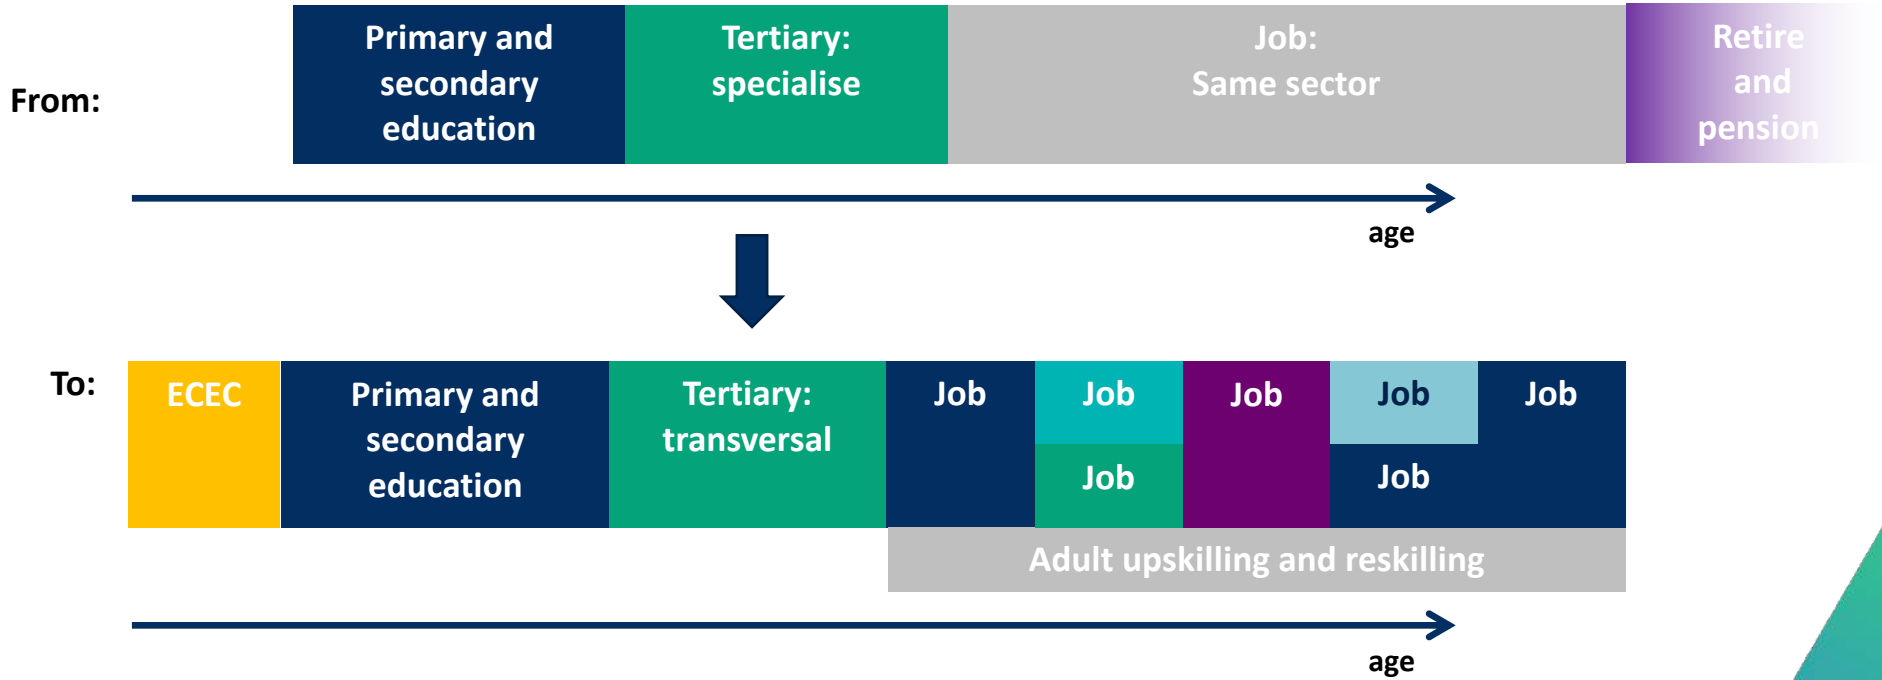 From:
Primary and
secondary
education
Tertiary:
specialise
Job:
Same sector
Retire
and
pension
age
To:
ECEC
Primary and
secondary
education
Tertiary:
transversal
Job
Job
Job
Job
Job
Job
Job
Adult upskilling and reskilling
age